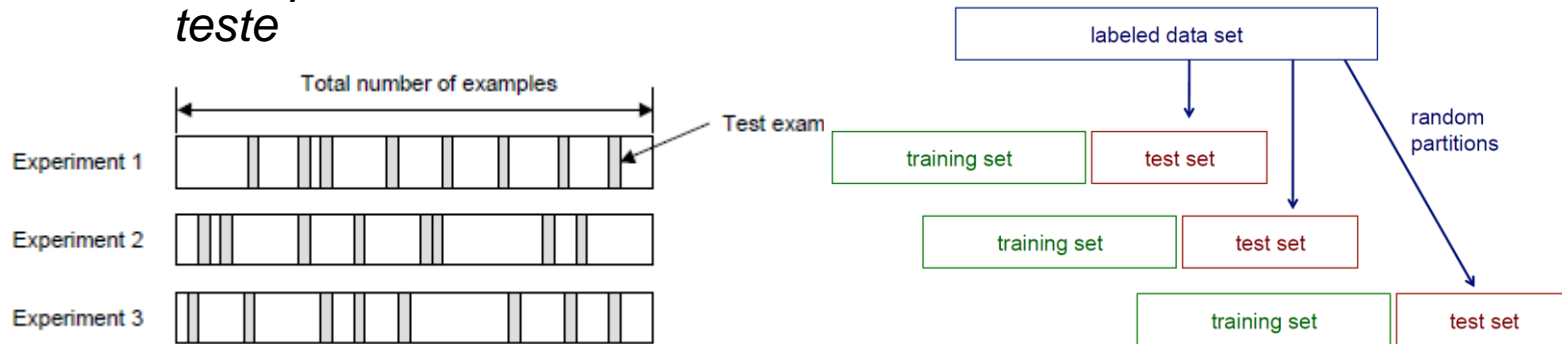 teste
Total number of examples
Test exam
Experiment 1
Experiment 2
Experiment 3
labeled data set
random
partitions
training set test set
training set test set
training set test set